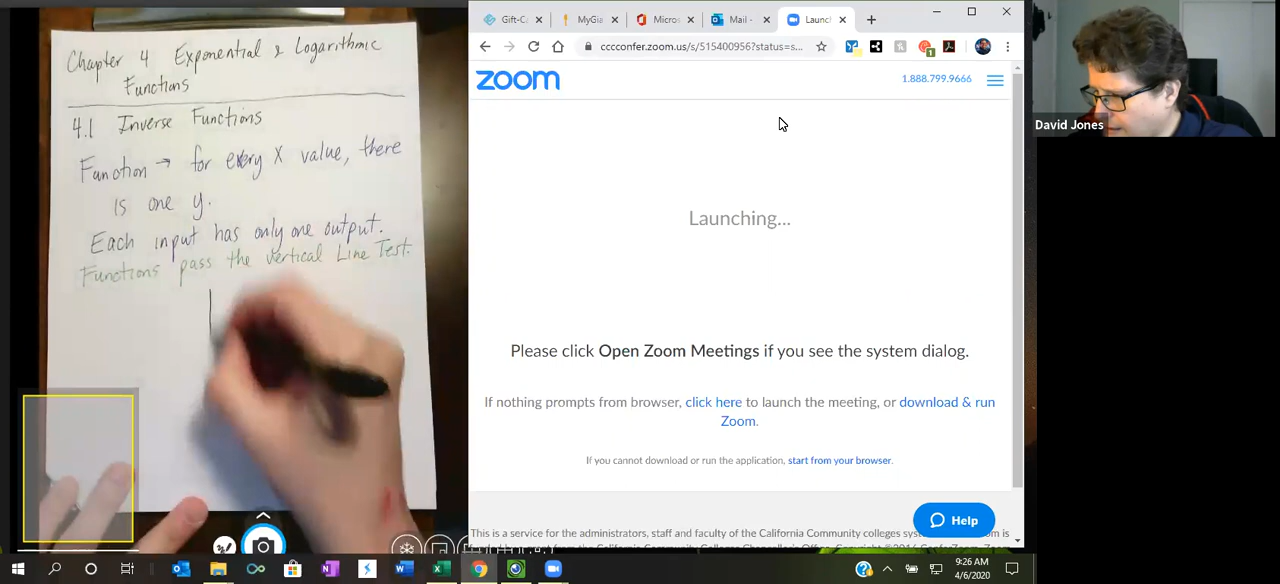 Chapter 4 Exponential & Logarithmic
Functions
4.1 Inverse Functions
Function → for every x value, there
is one y.
Each input has only one output.
Functions pass the vertical Line Test.
Gift-C
MyGia
Micros
Mail -
Launch
cccconfer.zoom.us/s/515400956?status=s...
zoom
1.888.799.9666
Launching...
Please click Open Zoom Meetings if you see the system dialog.
If nothing prompts from browser, click here to launch the meeting, or download & run
Zoom.
If you cannot download or run the application, start from your browser.
Help
This is a service for the administrators, staff and faculty of the California Community colleges
David Jones
9:26 AM
4/6/2020